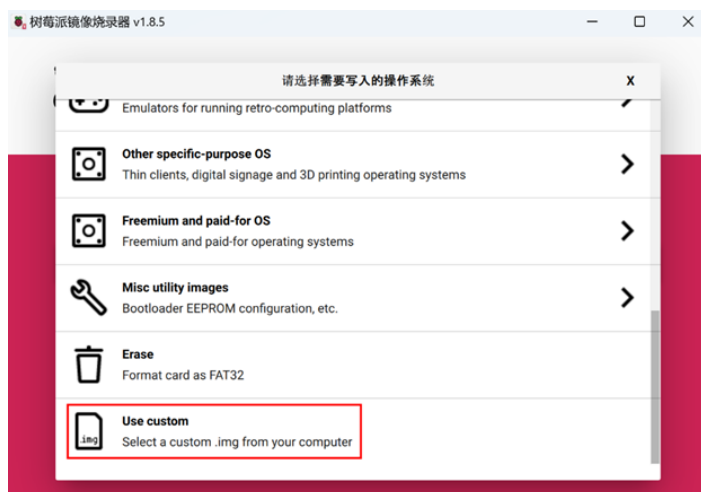 树莓派镜像烧录器 v1.8.5
请选择需要写入的操作系统
X
Emulators for running retro-computing platforms
Other specific-purpose OS
Thin clients, digital signage and 3D printing operating systems
Freemium and paid-for OS
Freemium and paid-for operating systems
Misc utility images
Bootloader EEPROM configuration, etc.
Erase
Format card as FAT32
.img
Use custom
Select a custom .img from your computer